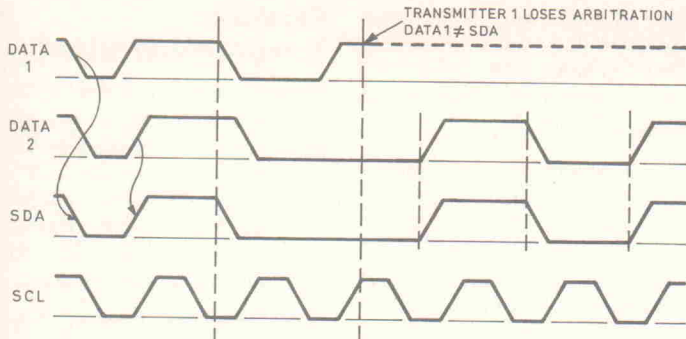 TRANSMITTER 1 LOSES ARBITRATION
DATA1 ≠ SDA
DATA
1
DATA
2
SDA
SCL